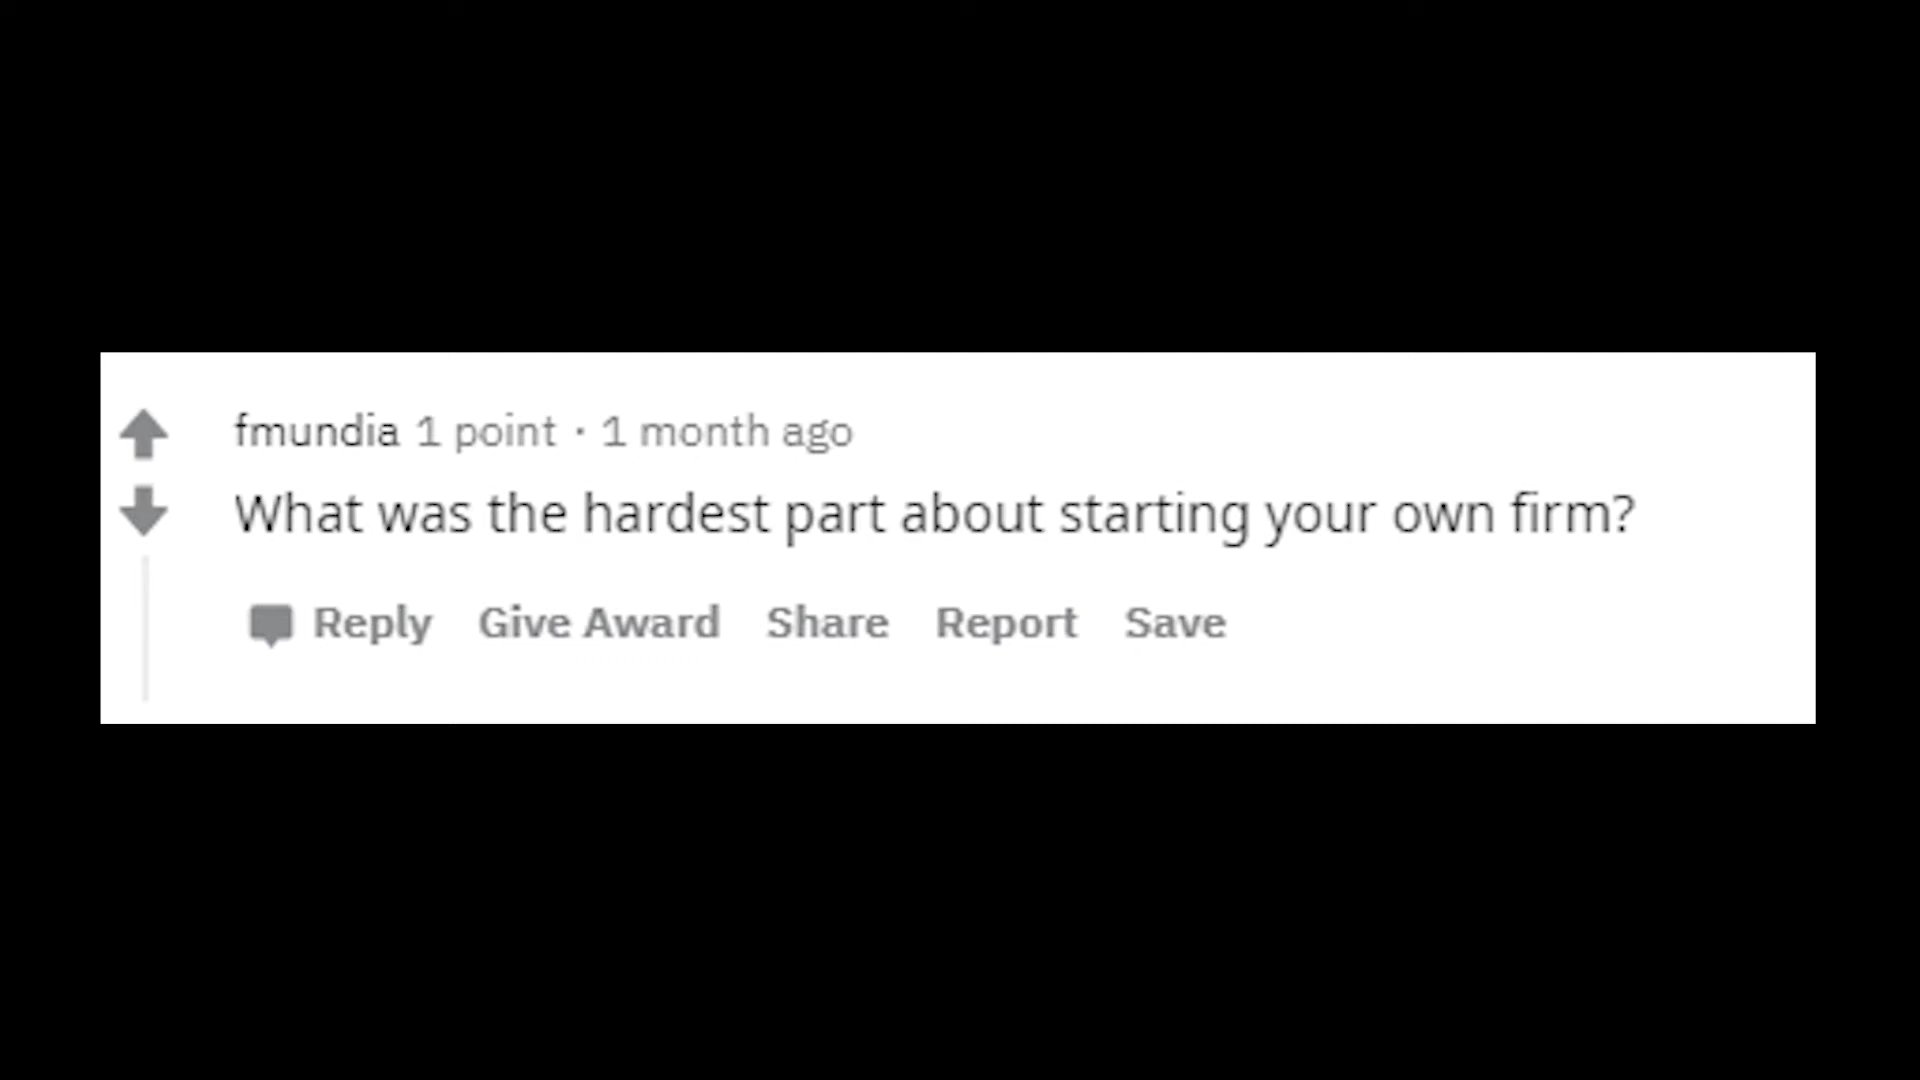 fmundia 1 point · 1 month ago
What was the hardest part about starting your own firm?
Reply Give Award Share Report Save